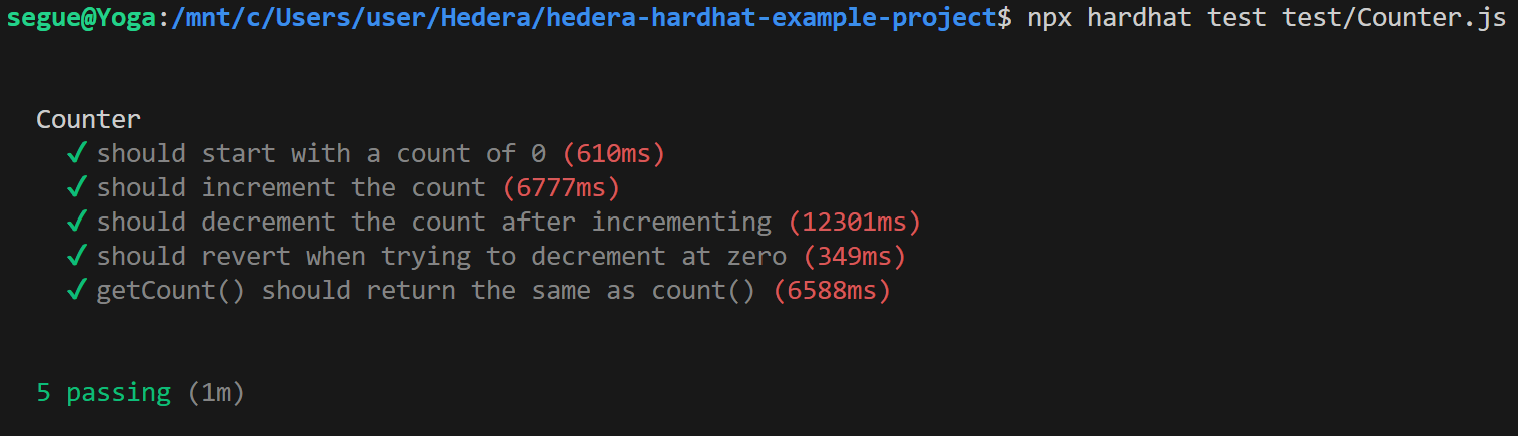 segue@Yoga:/mnt/c/Users/user/Hedera/hedera-hardhat-example-project$ npx hardhat test test/Counter.js
Counter
✓ should start with a count of 0 (610ms)
✓ should increment the count (6777ms)
✓ should decrement the count after incrementing (12301ms)
✓ should revert when trying to decrement at zero (349ms)
✓ getCount() should return the same as count() (6588ms)
5 passing (1m)